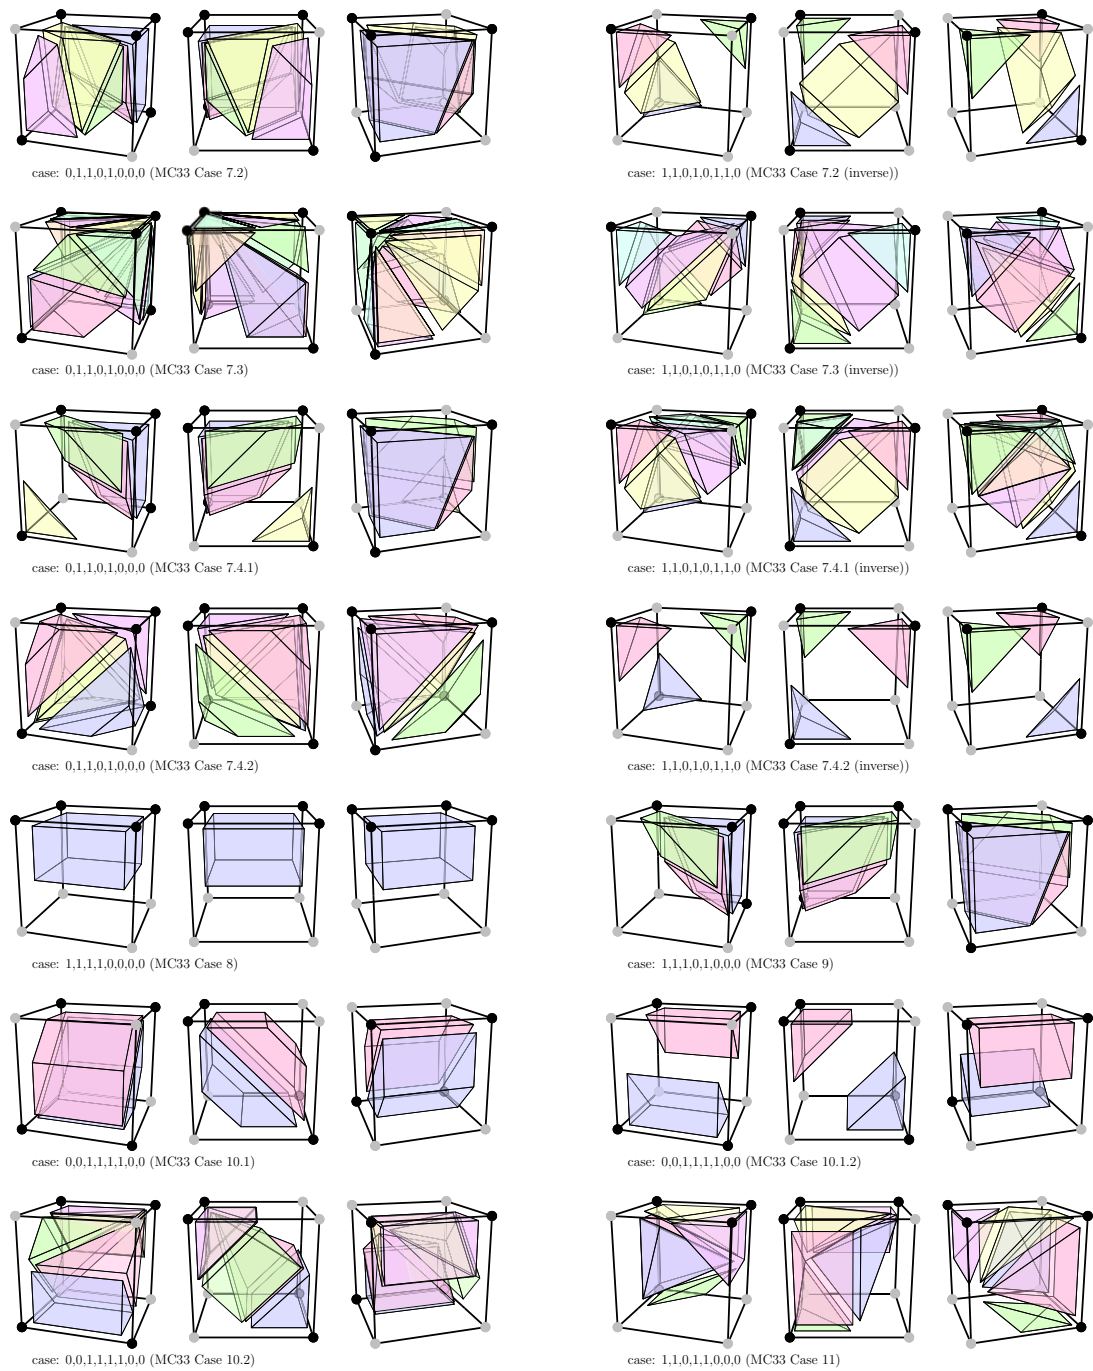 case: 0,1,1,0,1,0,0,0 (MC33 Case 7.2)
case: 1,1,0,1,0,1,1,0 (MC33 Case 7.2 (inverse))
case: 0,1,1,0,1,0,0,0 (MC33 Case 7.3)
case: 1,1,0,1,0,1,1,0 (MC33 Case 7.3 (inverse))
case: 0,1,1,0,1,0,0,0 (MC33 Case 7.4.1)
case: 1,1,0,1,0,1,1,0 (MC33 Case 7.4.1 (inverse))
case: 0,1,1,0,1,0,0,0 (MC33 Case 7.4.2)
case: 1,1,0,1,0,1,1,0 (MC33 Case 7.4.2 (inverse))
case: 1,1,1,1,0,0,0,0 (MC33 Case 8)
case: 1,1,1,0,1,0,0,0 (MC33 Case 9)
case: 0,0,1,1,1,1,0,0 (MC33 Case 10.1)
case: 0,0,1,1,1,1,0,0 (MC33 Case 10.1.2)
case: 0,0,1,1,1,1,0,0 (MC33 Case 10.2)
case: 1,1,0,1,1,0,0,0 (MC33 Case 11)